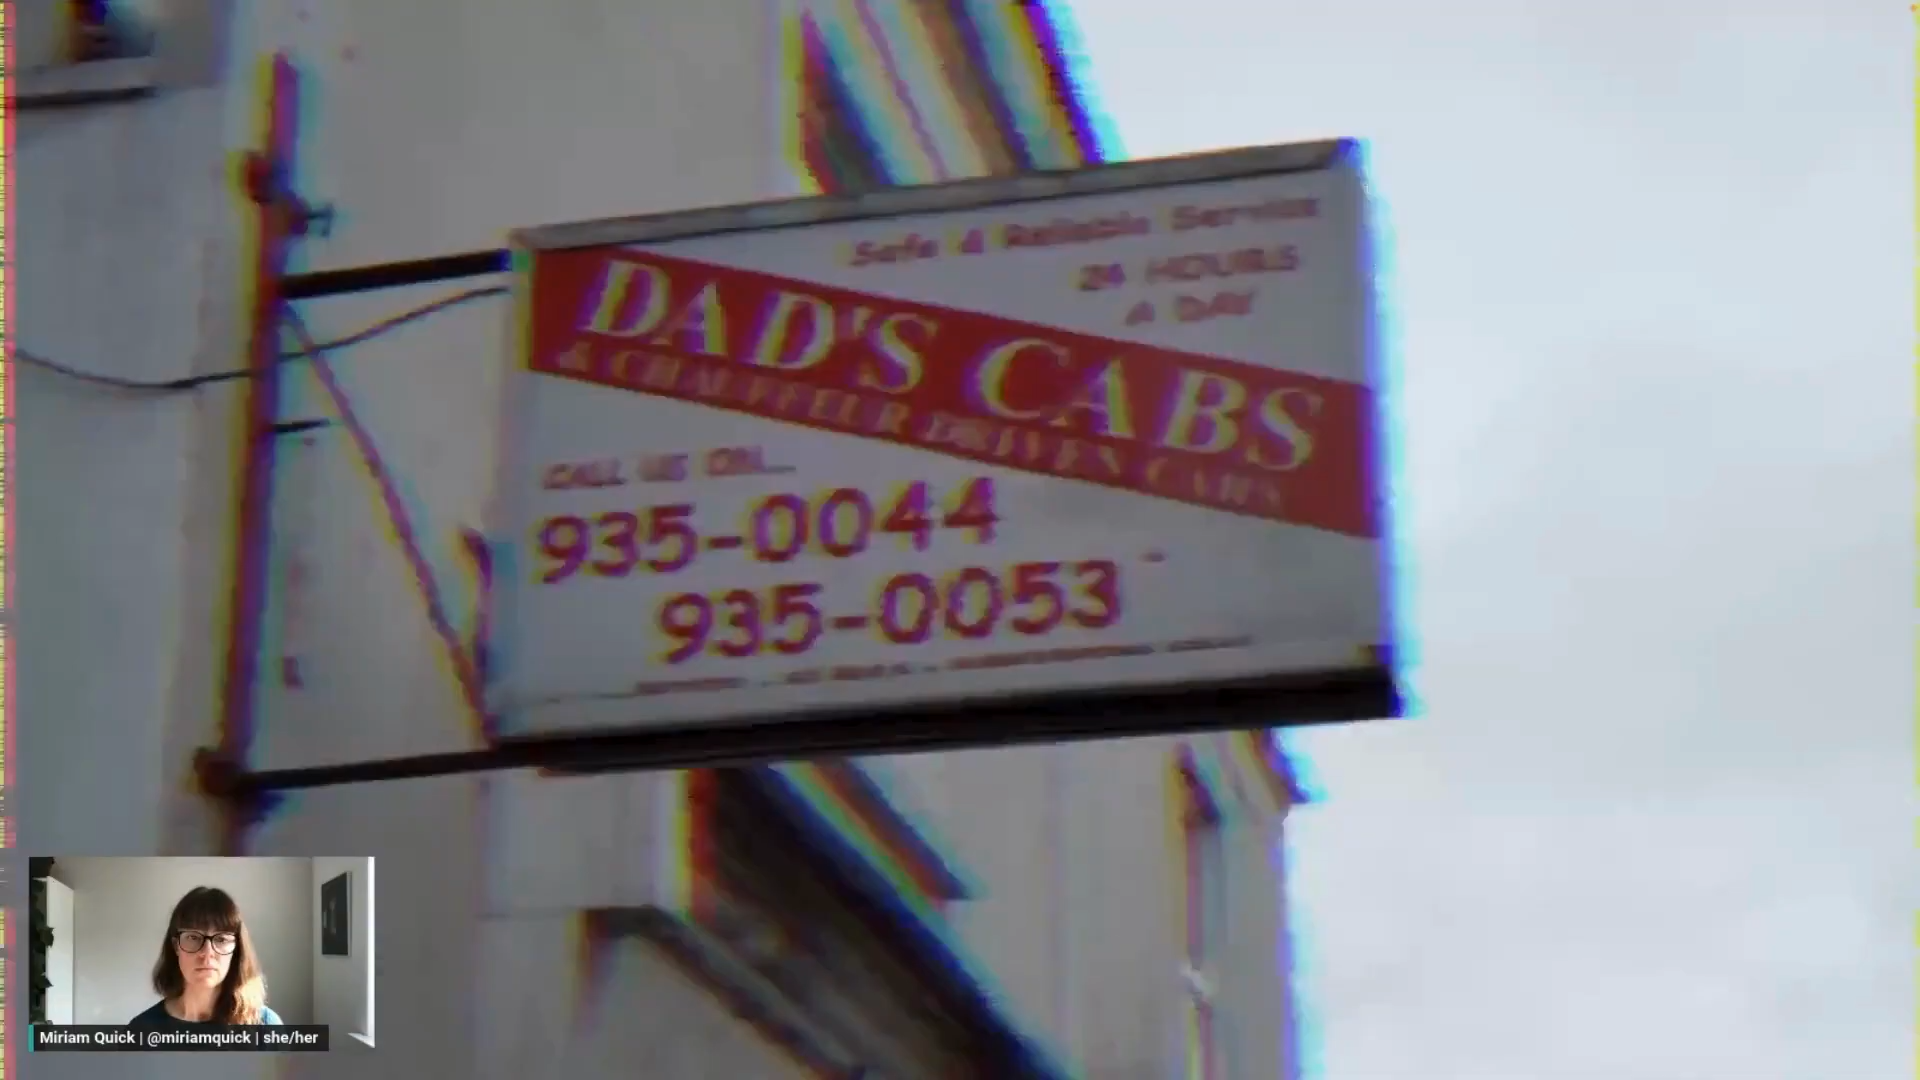 Safe & Reliable Service
24 HOURS
A DAY
DAD'S CABS
& CHAUFFEUR DRIVEN CARS
CALL US ON...
935-0044
935-0053
Miriam Quick | @miriamquick | she/her